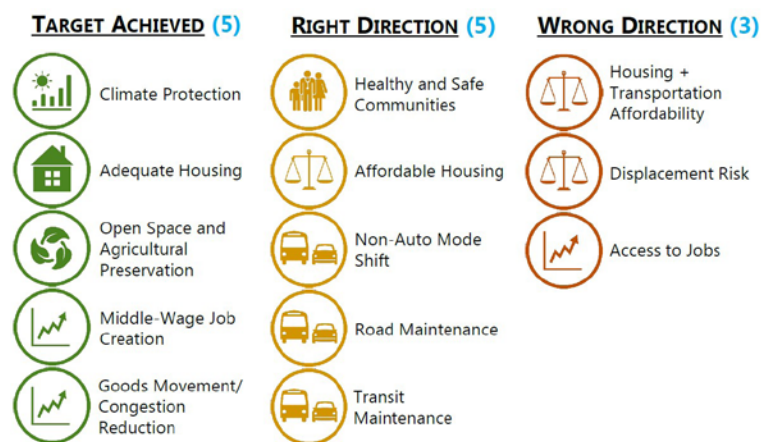 TARGET ACHIEVED (5)
Climate Protection
Adequate Housing
Open Space and
Agricultural
Preservation
Middle-Wage Job
Creation
Goods Movement/
Congestion
Reduction
RIGHT DIRECTION (5)
Healthy and Safe
Communities
Affordable Housing
Non-Auto Mode
Shift
Road Maintenance
Transit
Maintenance
WRONG DIRECTION (3)
Housing +
Transportation
Affordability
Displacement Risk
Access to Jobs